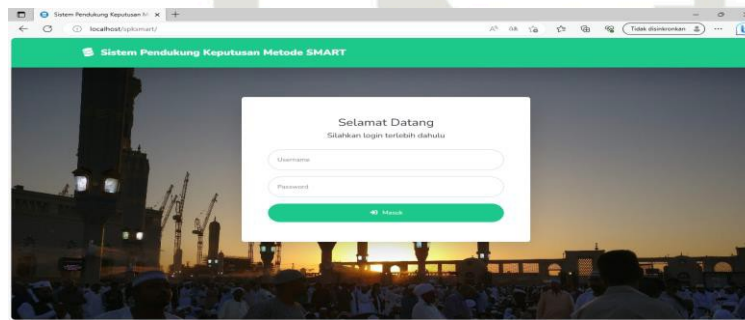 Sistem Pendukung Keputusan M
localhost/spksmart/
Tidak disinkronkan
Sistem Pendukung Keputusan Metode SMART
Selamat Datang
Silahkan login terlebih dahulu
Username
Password
Masuk